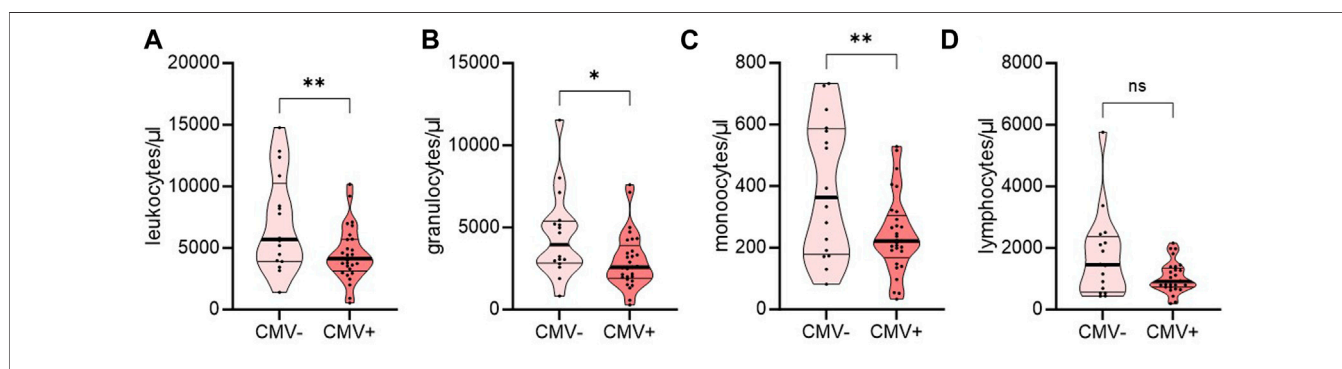 A
leukocytes/µl
20000
15000
10000
5000
0
**
CMV-
CMV+
B
granulocytes/µl
15000
10000
5000
0
*
CMV-
CMV+
C
monoocytes/µl
800
600
400
200
0
**
CMV-
CMV+
D
lymphocytes/µl
8000
6000
4000
2000
0
ns
CMV-
CMV+